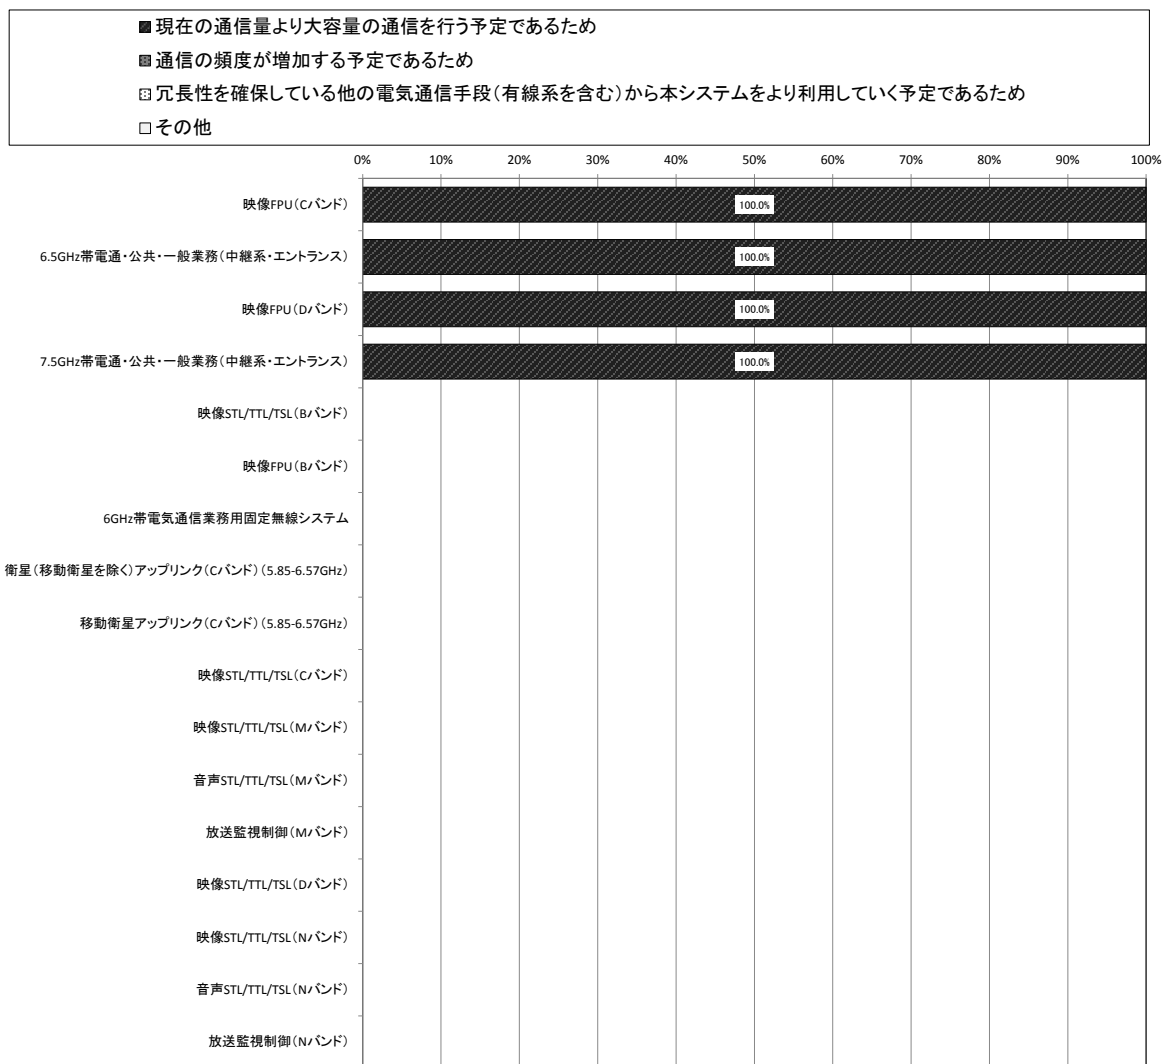 現在の通信量より大容量の通信を行う予定であるため
通信の頻度が増加する予定であるため
冗長性を確保している他の電気通信手段(有線系を含む)から本システムをより利用していく予定であるため
その他
0% 10% 20% 30% 40% 50% 60% 70% 80% 90% 100%
映像FPU(Cバンド) 100.0%
6.5GHz帯電通・公共・一般業務(中継系・エントランス) 100.0%
映像FPU(Dバンド) 100.0%
7.5GHz帯電通・公共・一般業務(中継系・エントランス) 100.0%
映像STL/TTL/TSL(Bバンド)
映像FPU(Bバンド)
6GHz帯電気通信業務用固定無線システム
衛星(移動衛星を除く)アップリンク(Cバンド)(5.85-6.57GHz)
移動衛星アップリンク(Cバンド)(5.85-6.57GHz)
映像STL/TTL/TSL(Cバンド)
映像STL/TTL/TSL(Mバンド)
音声STL/TTL/TSL(Mバンド)
放送監視制御(Mバンド)
映像STL/TTL/TSL(Dバンド)
映像STL/TTL/TSL(Nバンド)
音声STL/TTL/TSL(Nバンド)
放送監視制御(Nバンド)